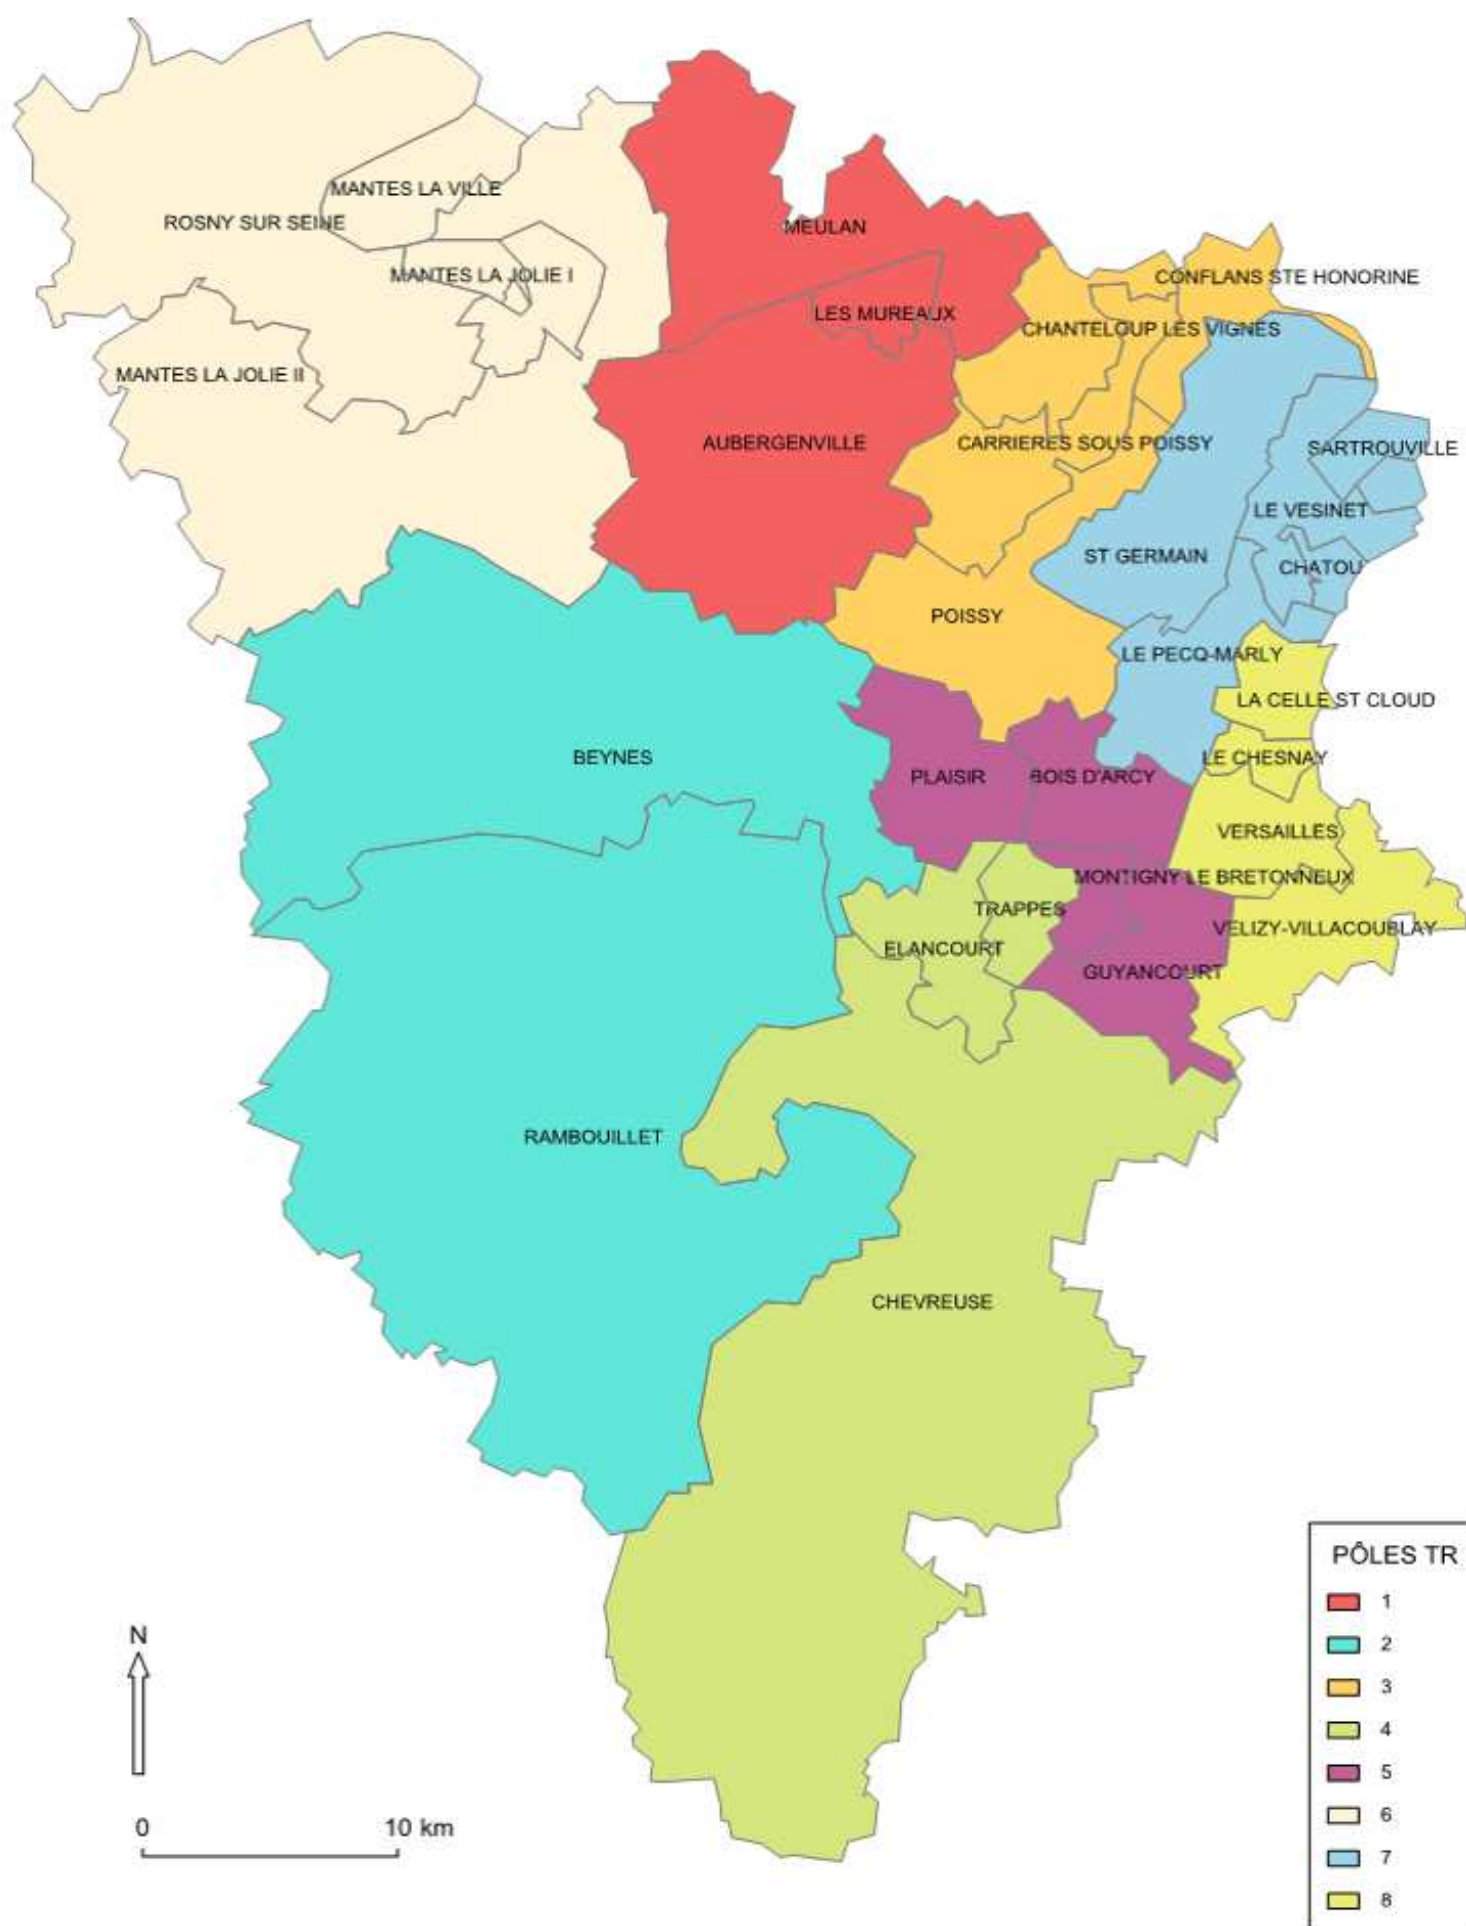 MANTES LA VILLE
ROSNY SUR SEINE
MEULAN
MANTES LA JOLIE I
CONFLANS STE HONORINE
LES MUREAUX
CHANTELOUP LES VIGNES
MANTES LA JOLIE II
AUBERGENVILLE
CARRIERES SOUS POISSY
SARTROUVILLE
LE VESINET
ST GERMAIN
CHATOU
POISSY
LE PECQ-MARLY
LA CELLE ST CLOUD
BEYNES
LE CHESNAY
PLAISIR
BOIS D'ARCY
VERSAILLES
MONTIGNY LE BRETONNEUX
TRAPPES
VELIZY-VILLACOUBLAY
ELANCOURT
GUYANCOURT
RAMBOUILLET
CHEVREUSE
PÔLES TR
1
2
3
4
5
6
7
8
N
0 10 km